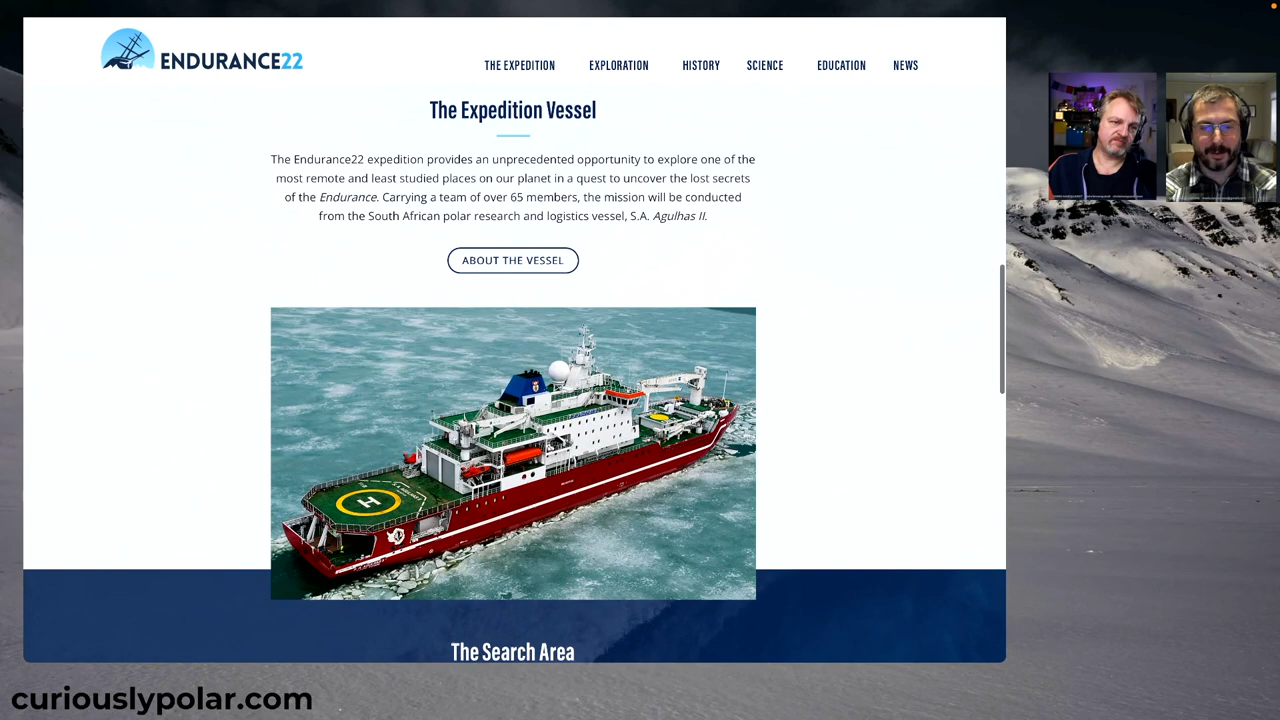 ENDURANCE22
THE EXPEDITION EXPLORATION HISTORY SCIENCE EDUCATION NEWS
The Expedition Vessel
The Endurance22 expedition provides an unprecedented opportunity to explore one of the
most remote and least studied places on our planet in a quest to uncover the lost secrets
of the Endurance. Carrying a team of over 65 members, the mission will be conducted
from the South African polar research and logistics vessel, S.A. Agulhas II.
ABOUT THE VESSEL
H
The Search Area
curiouslypolar.com